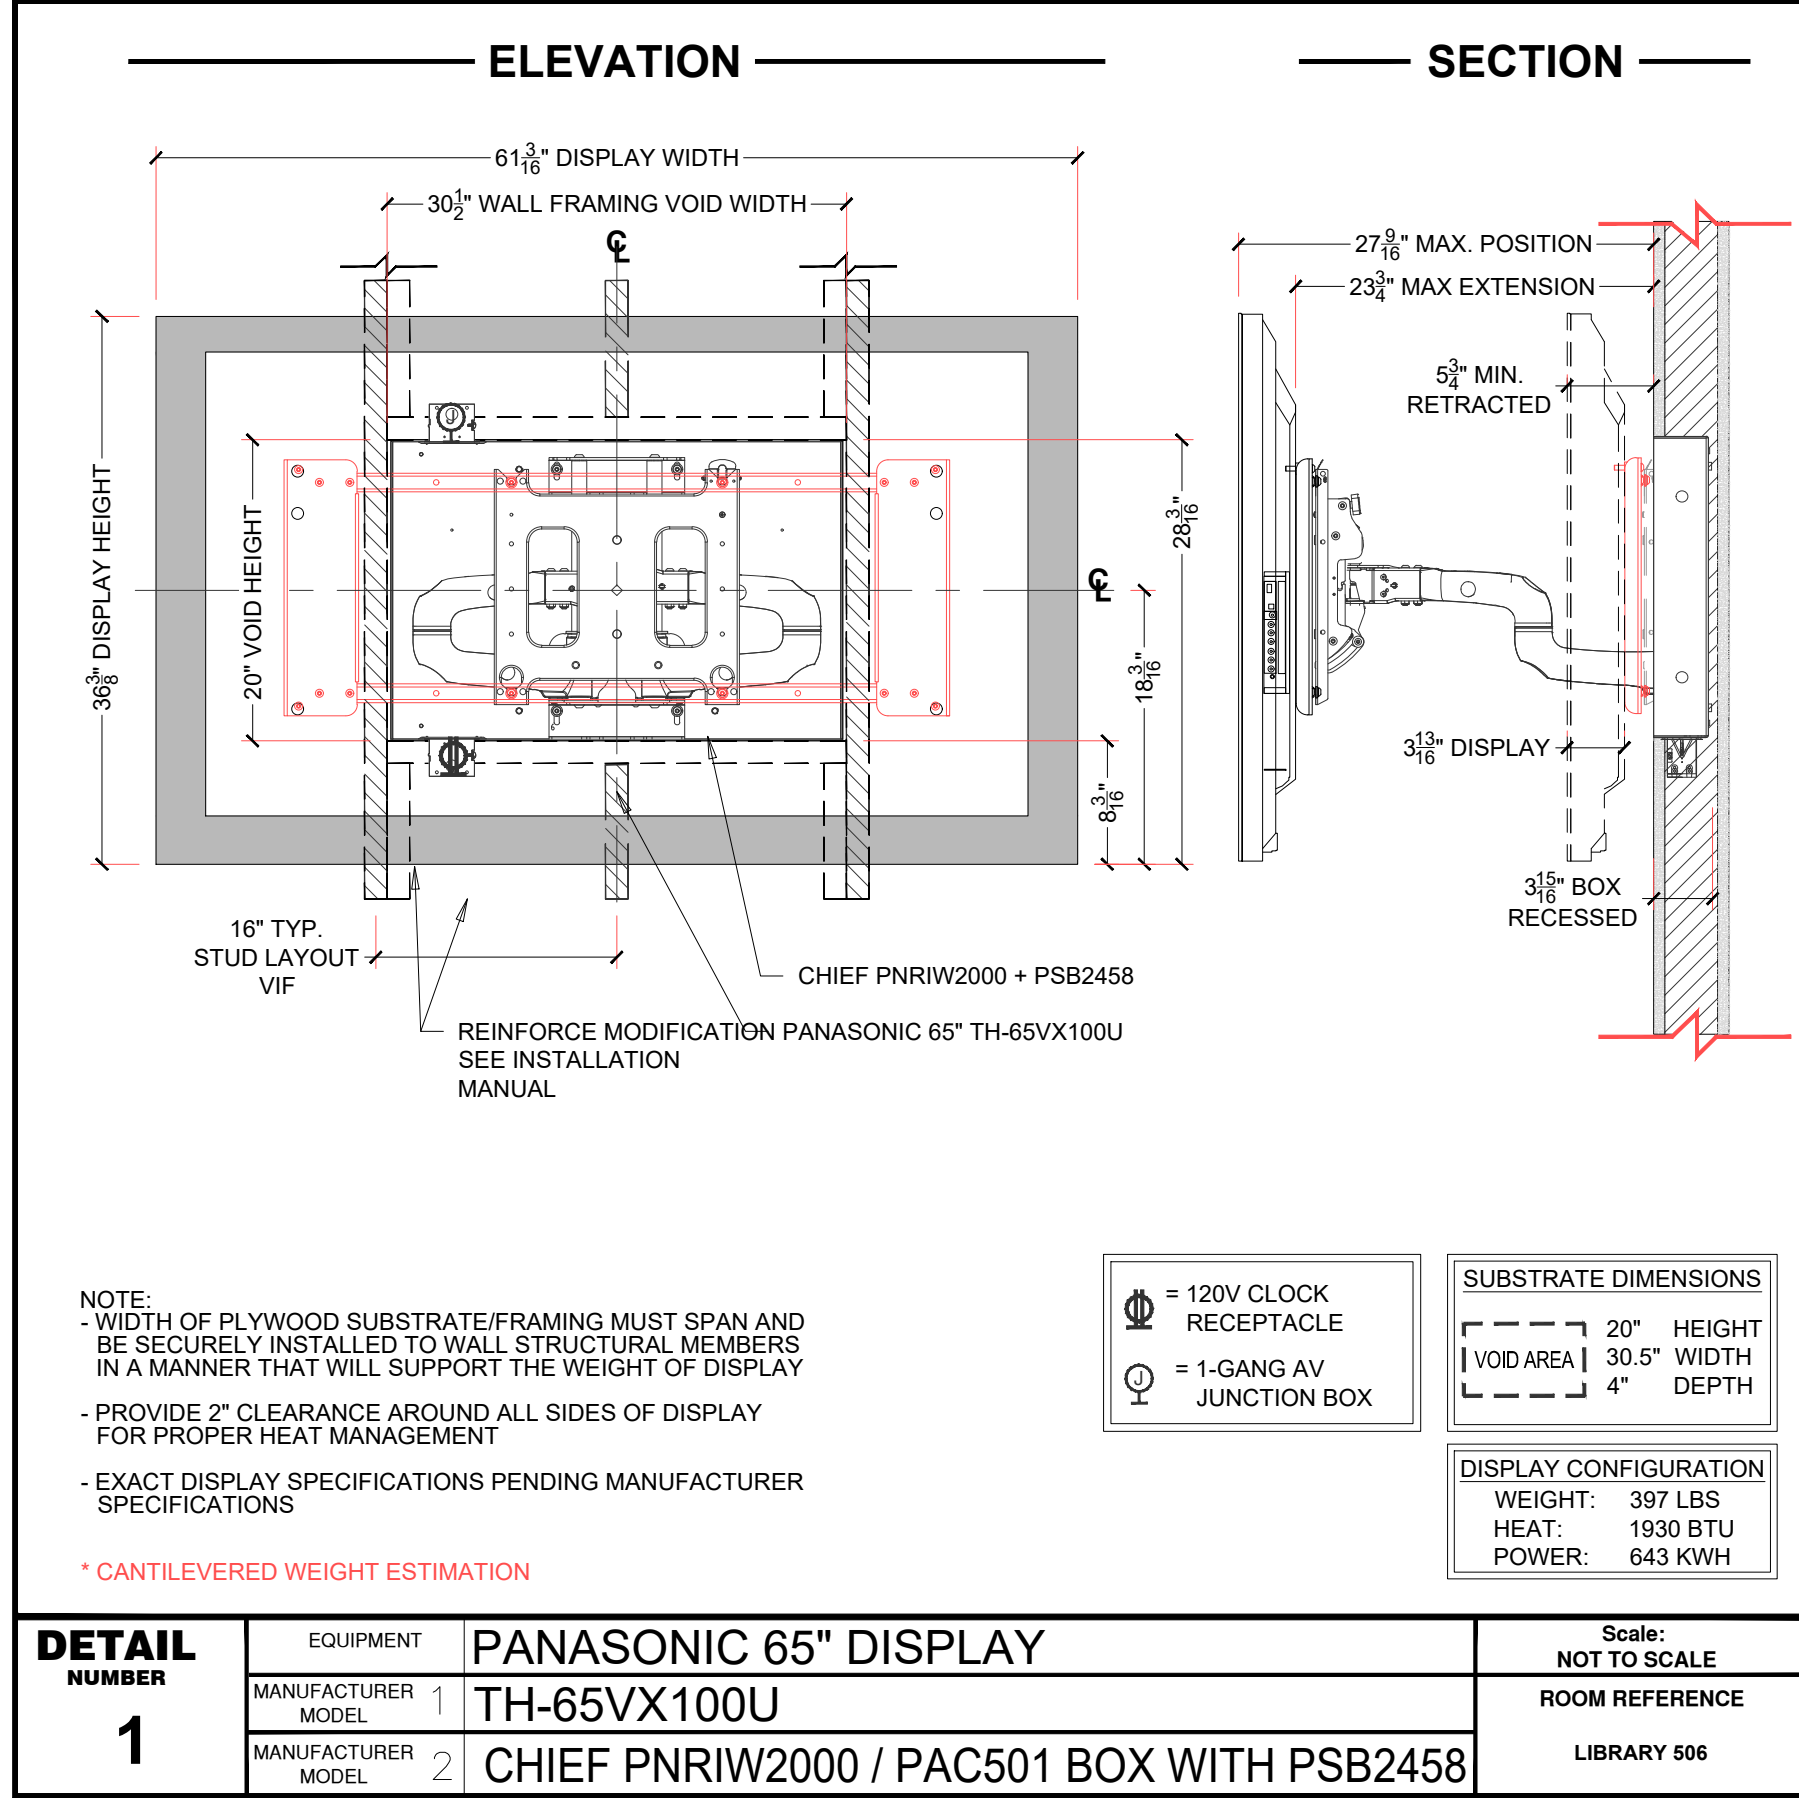 ELEVATION
SECTION
61 3/16" DISPLAY WIDTH
30 1/2" WALL FRAMING VOID WIDTH
CL
27 9/16" MAX. POSITION
23 3/4" MAX EXTENSION
5 3/4" MIN.
RETRACTED
36 3/8" DISPLAY HEIGHT
20" VOID HEIGHT
J
CL
28 3/16"
18 3/16"
8 3/16"
3 13/16" DISPLAY
3 15/16" BOX
RECESSED
16" TYP.
STUD LAYOUT
VIF
CHIEF PNRIW2000 + PSB2458
REINFORCE MODIFICATION
SEE INSTALLATION
MANUAL
PANASONIC 65" TH-65VX100U
NOTE:
- WIDTH OF PLYWOOD SUBSTRATE/FRAMING MUST SPAN AND
BE SECURELY INSTALLED TO WALL STRUCTURAL MEMBERS
IN A MANNER THAT WILL SUPPORT THE WEIGHT OF DISPLAY
- PROVIDE 2" CLEARANCE AROUND ALL SIDES OF DISPLAY
FOR PROPER HEAT MANAGEMENT
- EXACT DISPLAY SPECIFICATIONS PENDING MANUFACTURER
SPECIFICATIONS
* CANTILEVERED WEIGHT ESTIMATION
= 120V CLOCK
RECEPTACLE
J = 1-GANG AV
JUNCTION BOX
SUBSTRATE DIMENSIONS
VOID AREA
20" HEIGHT
30.5" WIDTH
4" DEPTH
DISPLAY CONFIGURATION
WEIGHT: 397 LBS
HEAT: 1930 BTU
POWER: 643 KWH
DETAIL
NUMBER
1
EQUIPMENT
PANASONIC 65" DISPLAY
MANUFACTURER
MODEL
1
TH-65VX100U
MANUFACTURER
MODEL
2
CHIEF PNRIW2000 / PAC501 BOX WITH PSB2458
Scale:
NOT TO SCALE
ROOM REFERENCE
LIBRARY 506